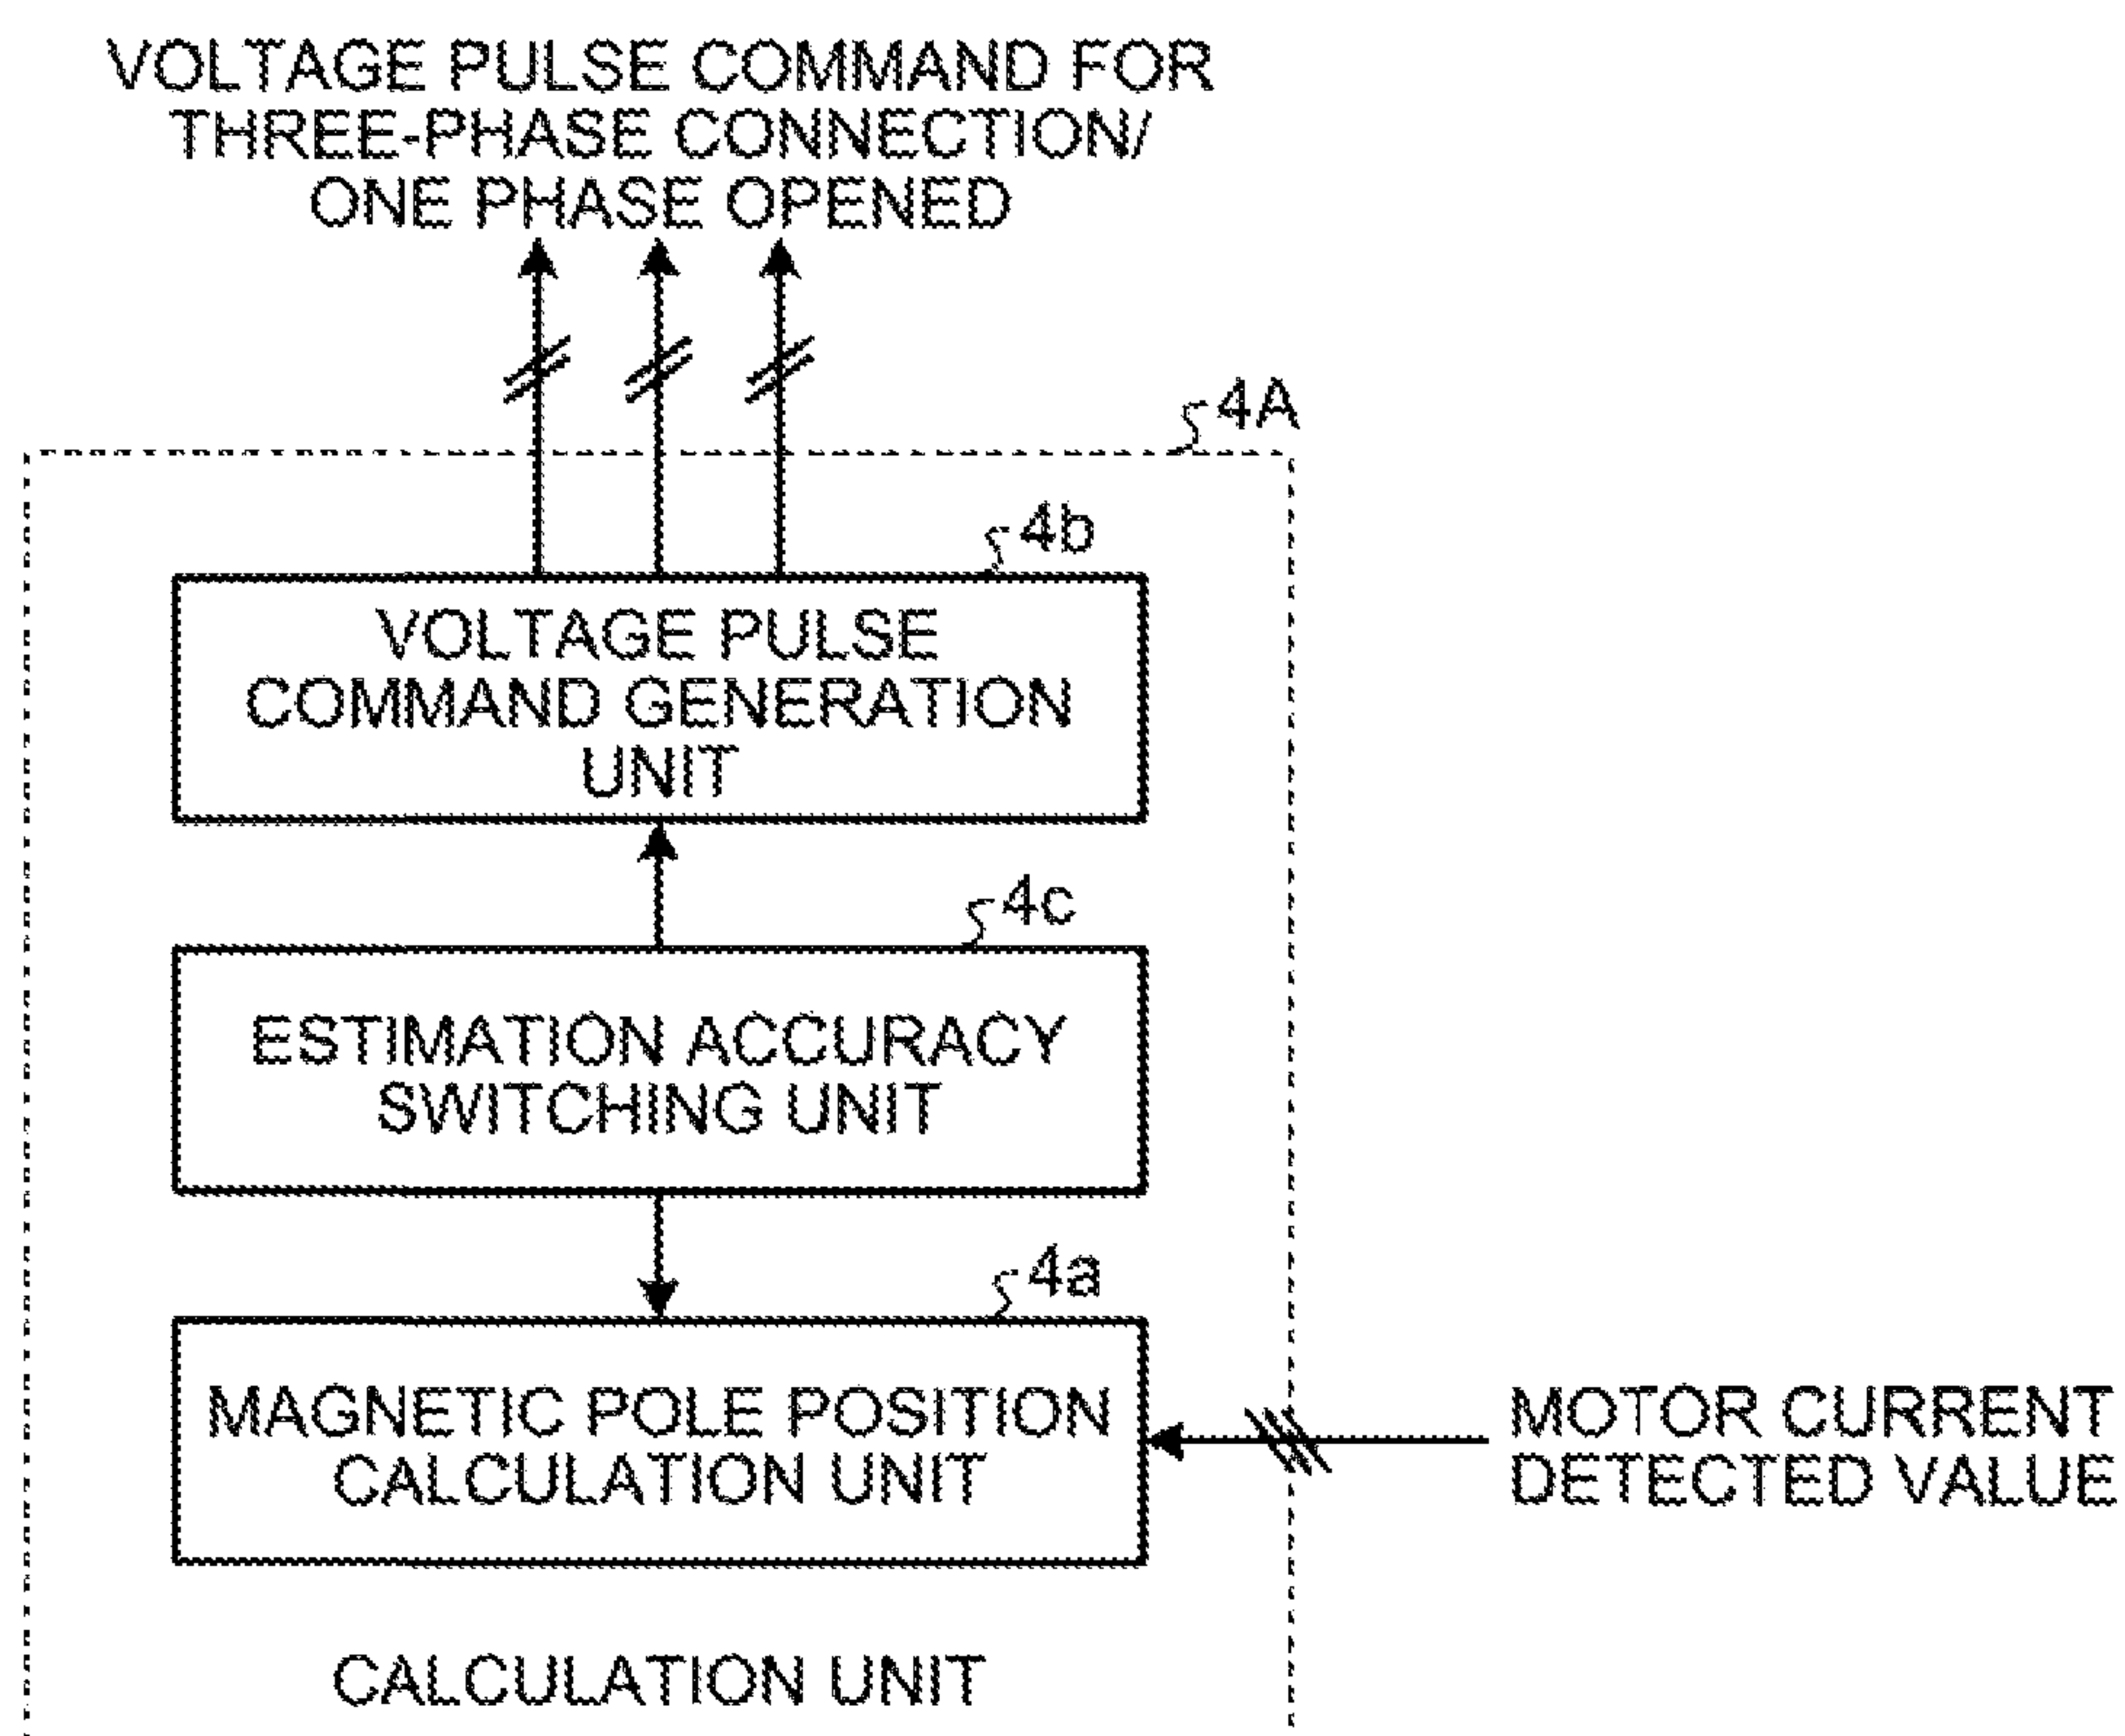 VOLTAGE PULSE COMMAND FOR
THREE-PHASE CONNECTION/
ONE PHASE OPENED
4A
4b
VOLTAGE PULSE
COMMAND GENERATION
UNIT
4c
ESTIMATION ACCURACY
SWITCHING UNIT
4a
MAGNETIC POLE POSITION
CALCULATION UNIT
MOTOR CURRENT
DETECTED VALUE
CALCULATION UNIT